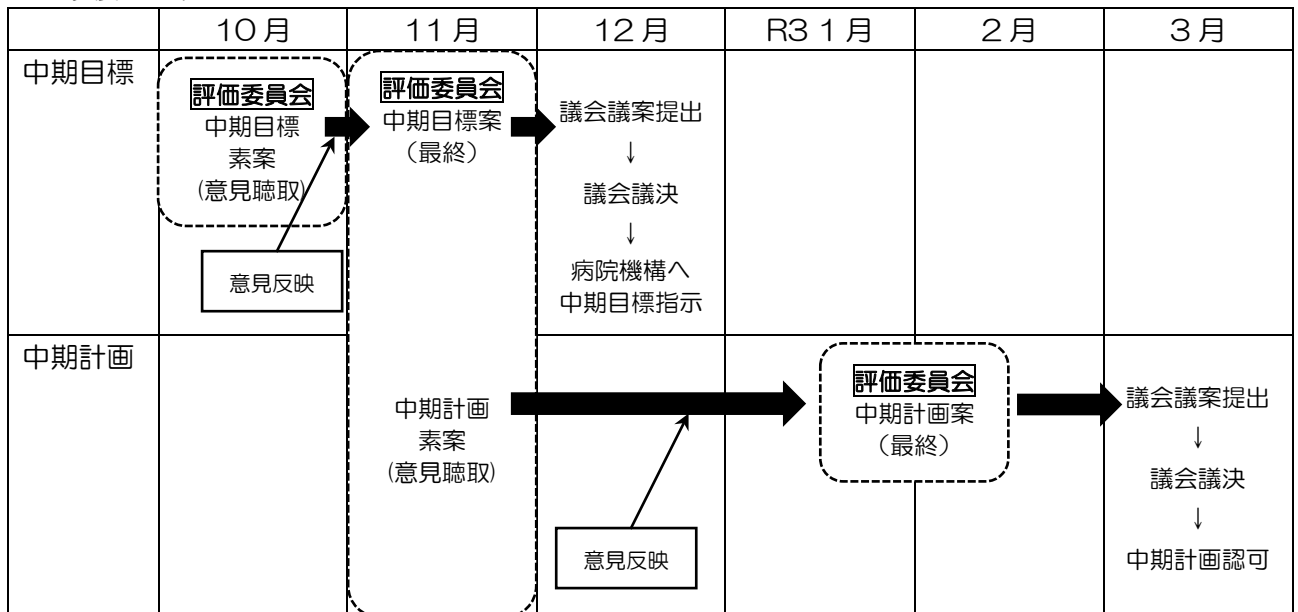 10月
11月
12月
R3 1月
2月
3月
中期目標
評価委員会
中期目標
素案
(意見聴取)
意見反映
評価委員会
中期目標案
（最終）
議会議案提出
↓
議会議決
↓
病院機構へ
中期目標指示
中期計画
中期計画
素案
(意見聴取)
意見反映
評価委員会
中期計画案
（最終）
議会議案提出
↓
議会議決
↓
中期計画認可